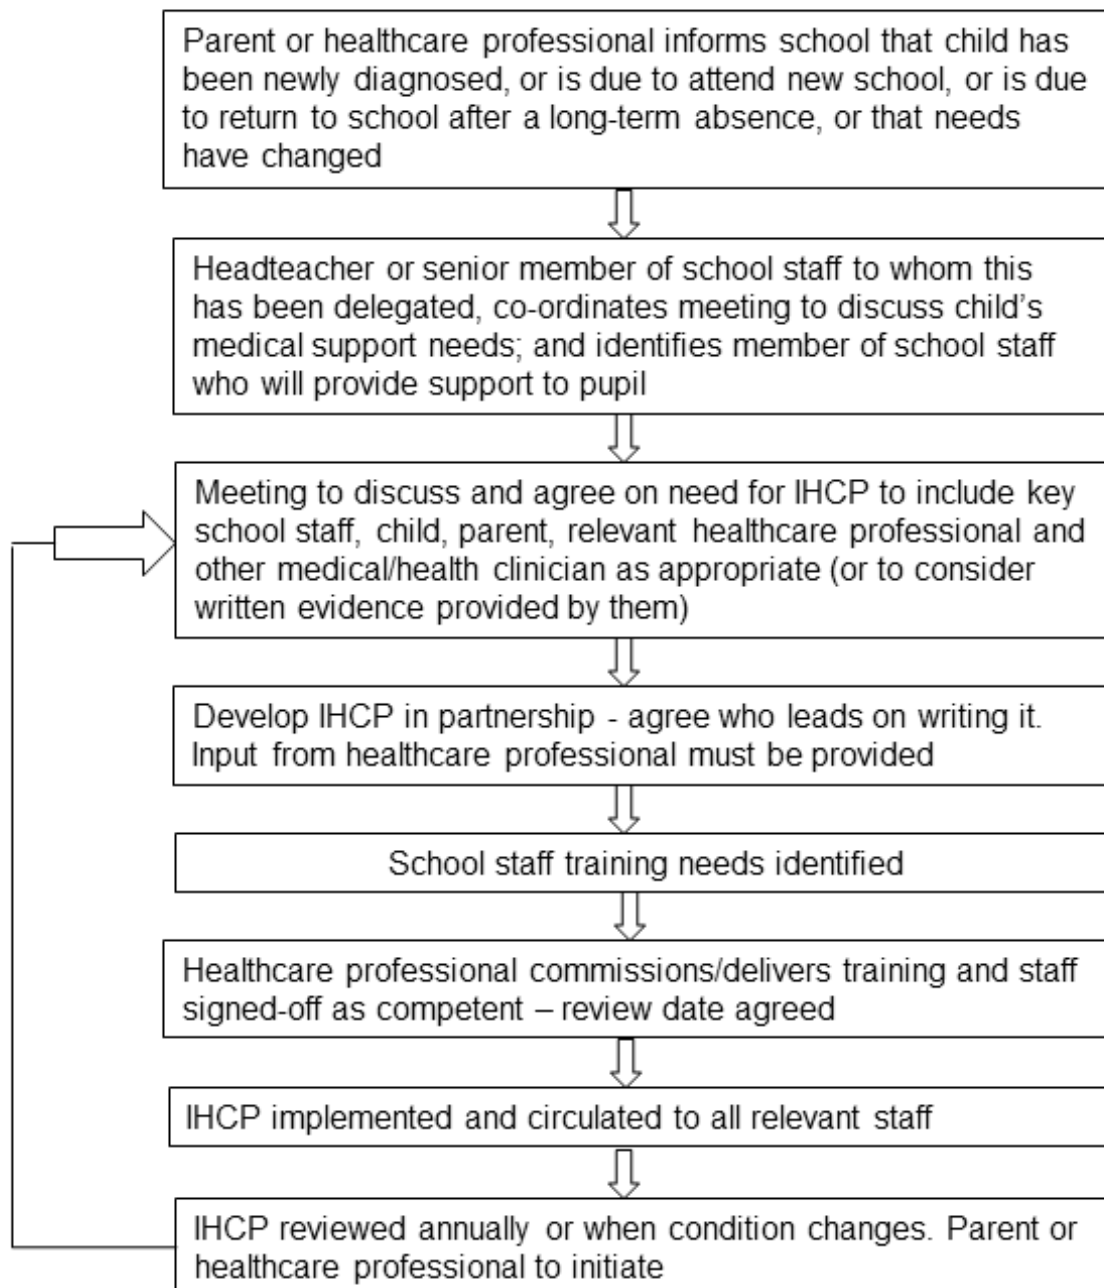 Parent or healthcare professional informs school that child has
been newly diagnosed, or is due to attend new school, or is due
to return to school after a long-term absence, or that needs
have changed
Headteacher or senior member of school staff to whom this
has been delegated, co-ordinates meeting to discuss child's
medical support needs; and identifies member of school staff
who will provide support to pupil
Meeting to discuss and agree on need for IHCP to include key
school staff, child, parent, relevant healthcare professional and
other medical/health clinician as appropriate (or to consider
written evidence provided by them)
Develop IHCP in partnership - agree who leads on writing it.
Input from healthcare professional must be provided
School staff training needs identified
Healthcare professional commissions/delivers training and staff
signed-off as competent – review date agreed
IHCP implemented and circulated to all relevant staff
IHCP reviewed annually or when condition changes. Parent or
healthcare professional to initiate